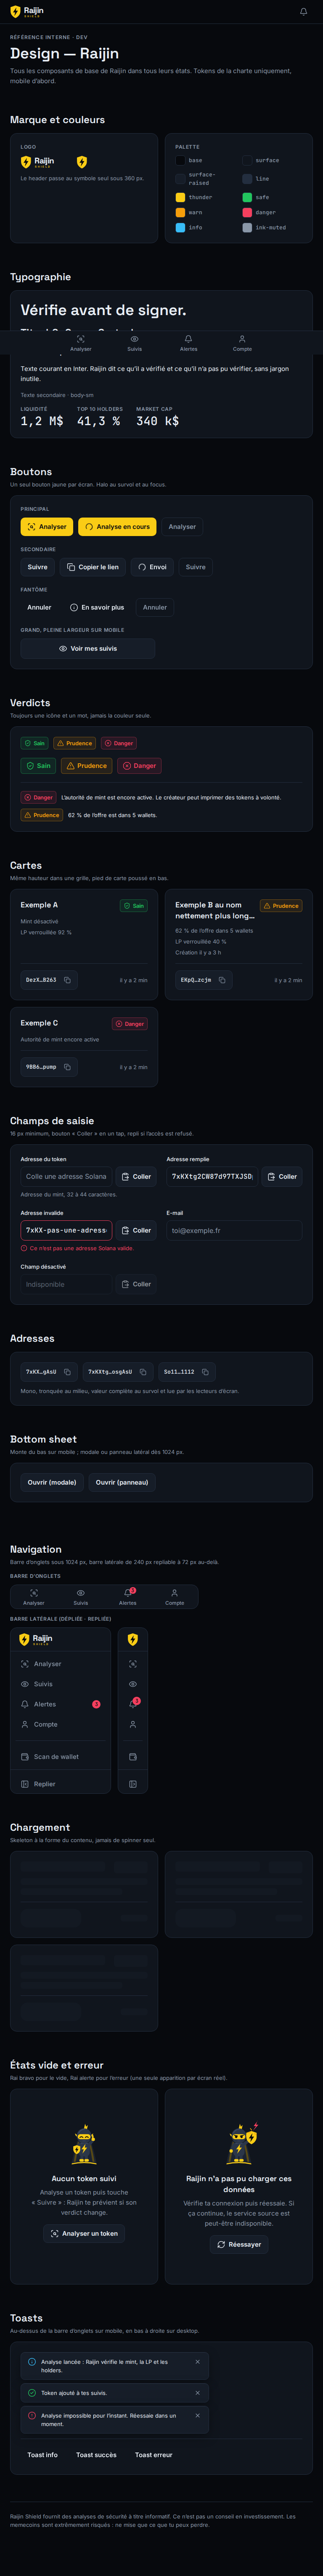 Raijin
SHIELD
RÉFÉRENCE INTERNE · DEV
Design — Raijin
Tous les composants de base de Raijin dans tous leurs états. Tokens de la charte uniquement,
mobile d'abord.
Marque et couleurs
LOGO
Raijin
SHIELD
Le header passe au symbole seul sous 360 px.
PALETTE
base
surface
surface-
raised
line
thunder
safe
warn
danger
info
ink-muted
Typographie
Vérifie avant de signer.
Analyser
Suivis
Alertes
Compte
Texte courant en Inter. Raijin dit ce qu'il a vérifié et ce qu'il n'a pas pu vérifier, sans jargon
inutile.
Texte secondaire · body-sm
LIQUIDITÉ
TOP 10 HOLDERS
MARKET CAP
1,2 M$
41,3 %
340 k$
Boutons
Un seul bouton jaune par écran. Halo au survol et au focus.
PRINCIPAL
Analyser
Analyse en cours
Analyser
SECONDAIRE
Suivre
Copier le lien
Envoi
Suivre
FANTÔME
Annuler
En savoir plus
Annuler
GRAND, PLEINE LARGEUR SUR MOBILE
Voir mes suivis
Verdicts
Toujours une icône et un mot, jamais la couleur seule.
Sain
Prudence
Danger
Sain
Prudence
Danger
Danger
L'autorité de mint est encore active. Le créateur peut imprimer des tokens à volonté.
Prudence
62 % de l'offre est dans 5 wallets.
Cartes
Même hauteur dans une grille, pied de carte poussé en bas.
Exemple A
Sain
Mint désactivé
LP verrouillée 92 %
DezX…B263
il y a 2 min
Exemple B au nom
nettement plus long…
Prudence
62 % de l'offre dans 5 wallets
LP verrouillée 40 %
Création il y a 3 h
EKpQ…zcjm
il y a 2 min
Exemple C
Danger
Autorité de mint encore active
9BB6…pump
il y a 2 min
Champs de saisie
16 px minimum, bouton « Coller » en un tap, repli si l'accès est refusé.
Adresse du token
Colle une adresse Solana
Coller
Adresse du mint, 32 à 44 caractères.
Adresse remplie
7xKXtg2CW87d97TXJSD
Coller
Adresse invalide
7xKX-pas-une-adress
Coller
Ce n'est pas une adresse Solana valide.
E-mail
toi@exemple.fr
Champ désactivé
Indisponible
Coller
Adresses
7xKX…gAsU
7xKXtg…osgAsU
So11…1112
Mono, tronquée au milieu, valeur complète au survol et lue par les lecteurs d'écran.
Bottom sheet
Monte du bas sur mobile ; modale ou panneau latéral dès 1024 px.
Ouvrir (modale)
Ouvrir (panneau)
Navigation
Barre d'onglets sous 1024 px, barre latérale de 240 px repliable à 72 px au-delà.
BARRE D'ONGLETS
Analyser
Suivis
3
Alertes
Compte
BARRE LATÉRALE (DÉPLIÉE · REPLIÉE)
Raijin
SHIELD
Analyser
Suivis
Alertes
3
3
Compte
Scan de wallet
Replier
Chargement
Skeleton à la forme du contenu, jamais de spinner seul.
États vide et erreur
Rai bravo pour le vide, Rai alerte pour l'erreur (une seule apparition par écran réel).
Aucun token suivi
Analyse un token puis touche
« Suivre » : Raijin te prévient si son
verdict change.
Analyser un token
Raijin n'a pas pu charger ces
données
Vérifie ta connexion puis réessaie. Si
ça continue, le service source est
peut-être indisponible.
Réessayer
Toasts
Au-dessus de la barre d'onglets sur mobile, en bas à droite sur desktop.
Analyse lancée : Raijin vérifie le mint, la LP et les
holders.
Token ajouté à tes suivis.
Analyse impossible pour l'instant. Réessaie dans un
moment.
Toast info
Toast succès
Toast erreur
Raijin Shield fournit des analyses de sécurité à titre informatif. Ce n'est pas un conseil en investissement. Les
memecoins sont extrêmement risqués : ne mise que ce que tu peux perdre.